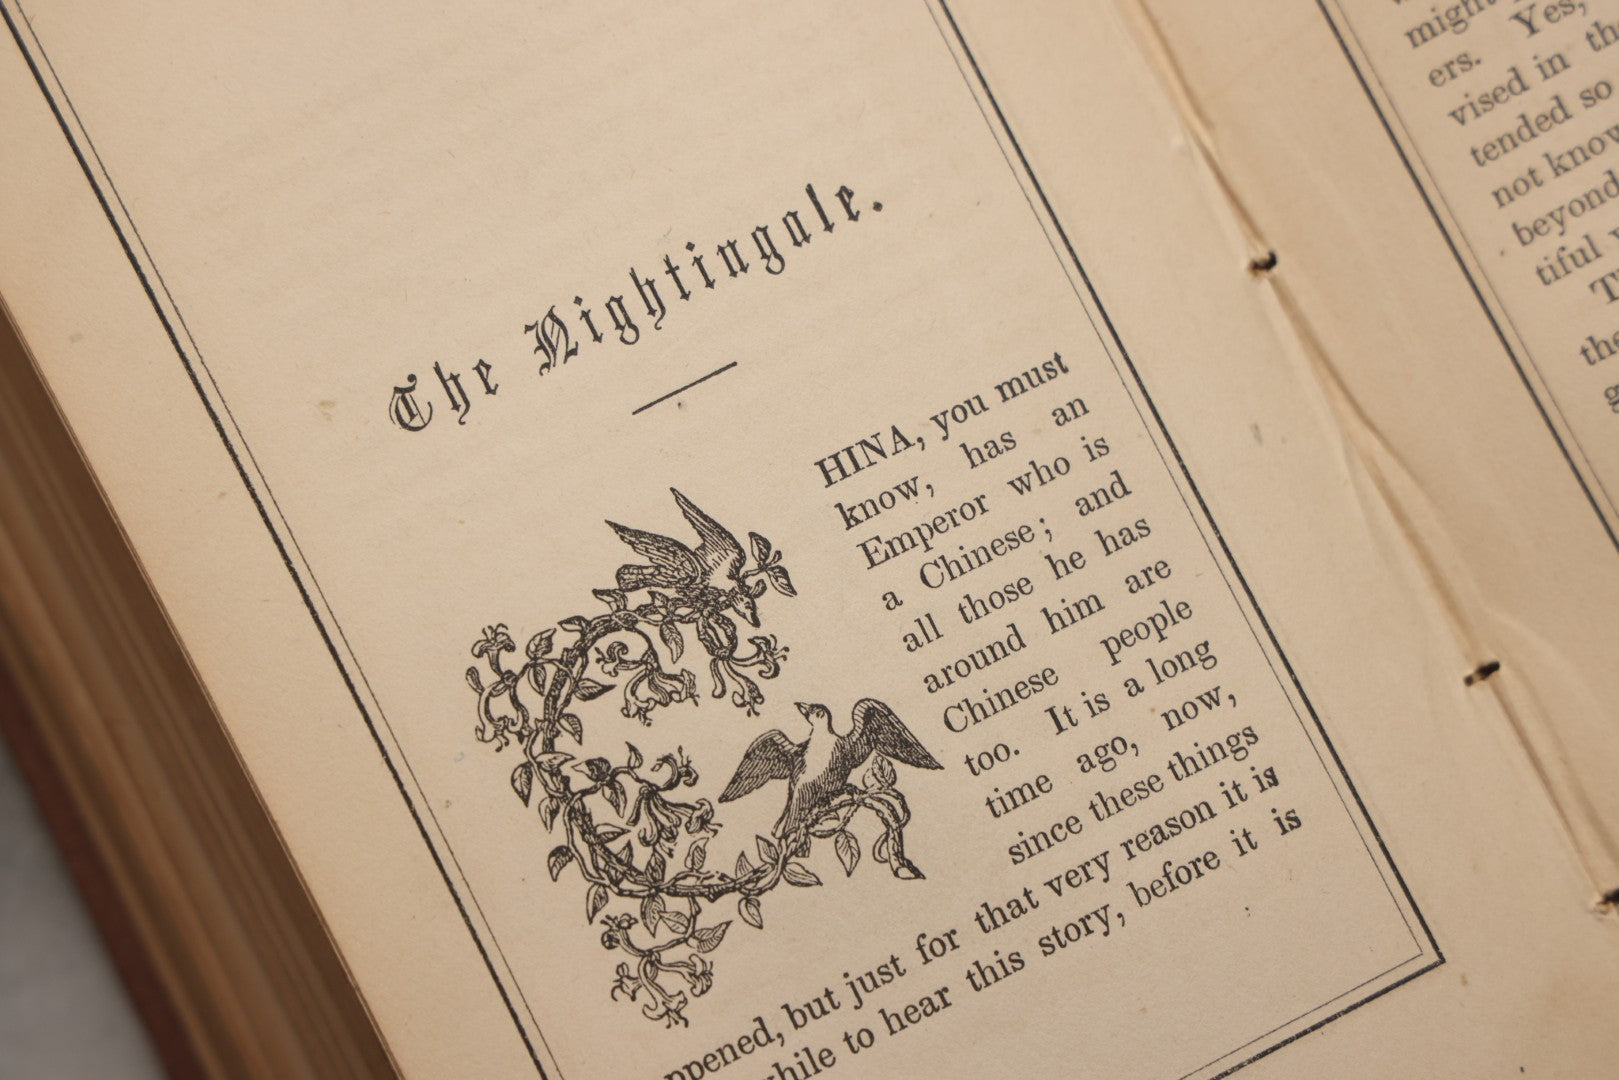 The Nightingale.
CHINA, you must
know, has an
Emperor who is
a Chinese; and
all those he has
around him are
Chinese people
too. It is a long
time ago, now,
since these things
ppened, but just for that very reason it is
while to hear this story, before it is
might
ers. Yes,
vised in
tended so
not know
beyond
tiful